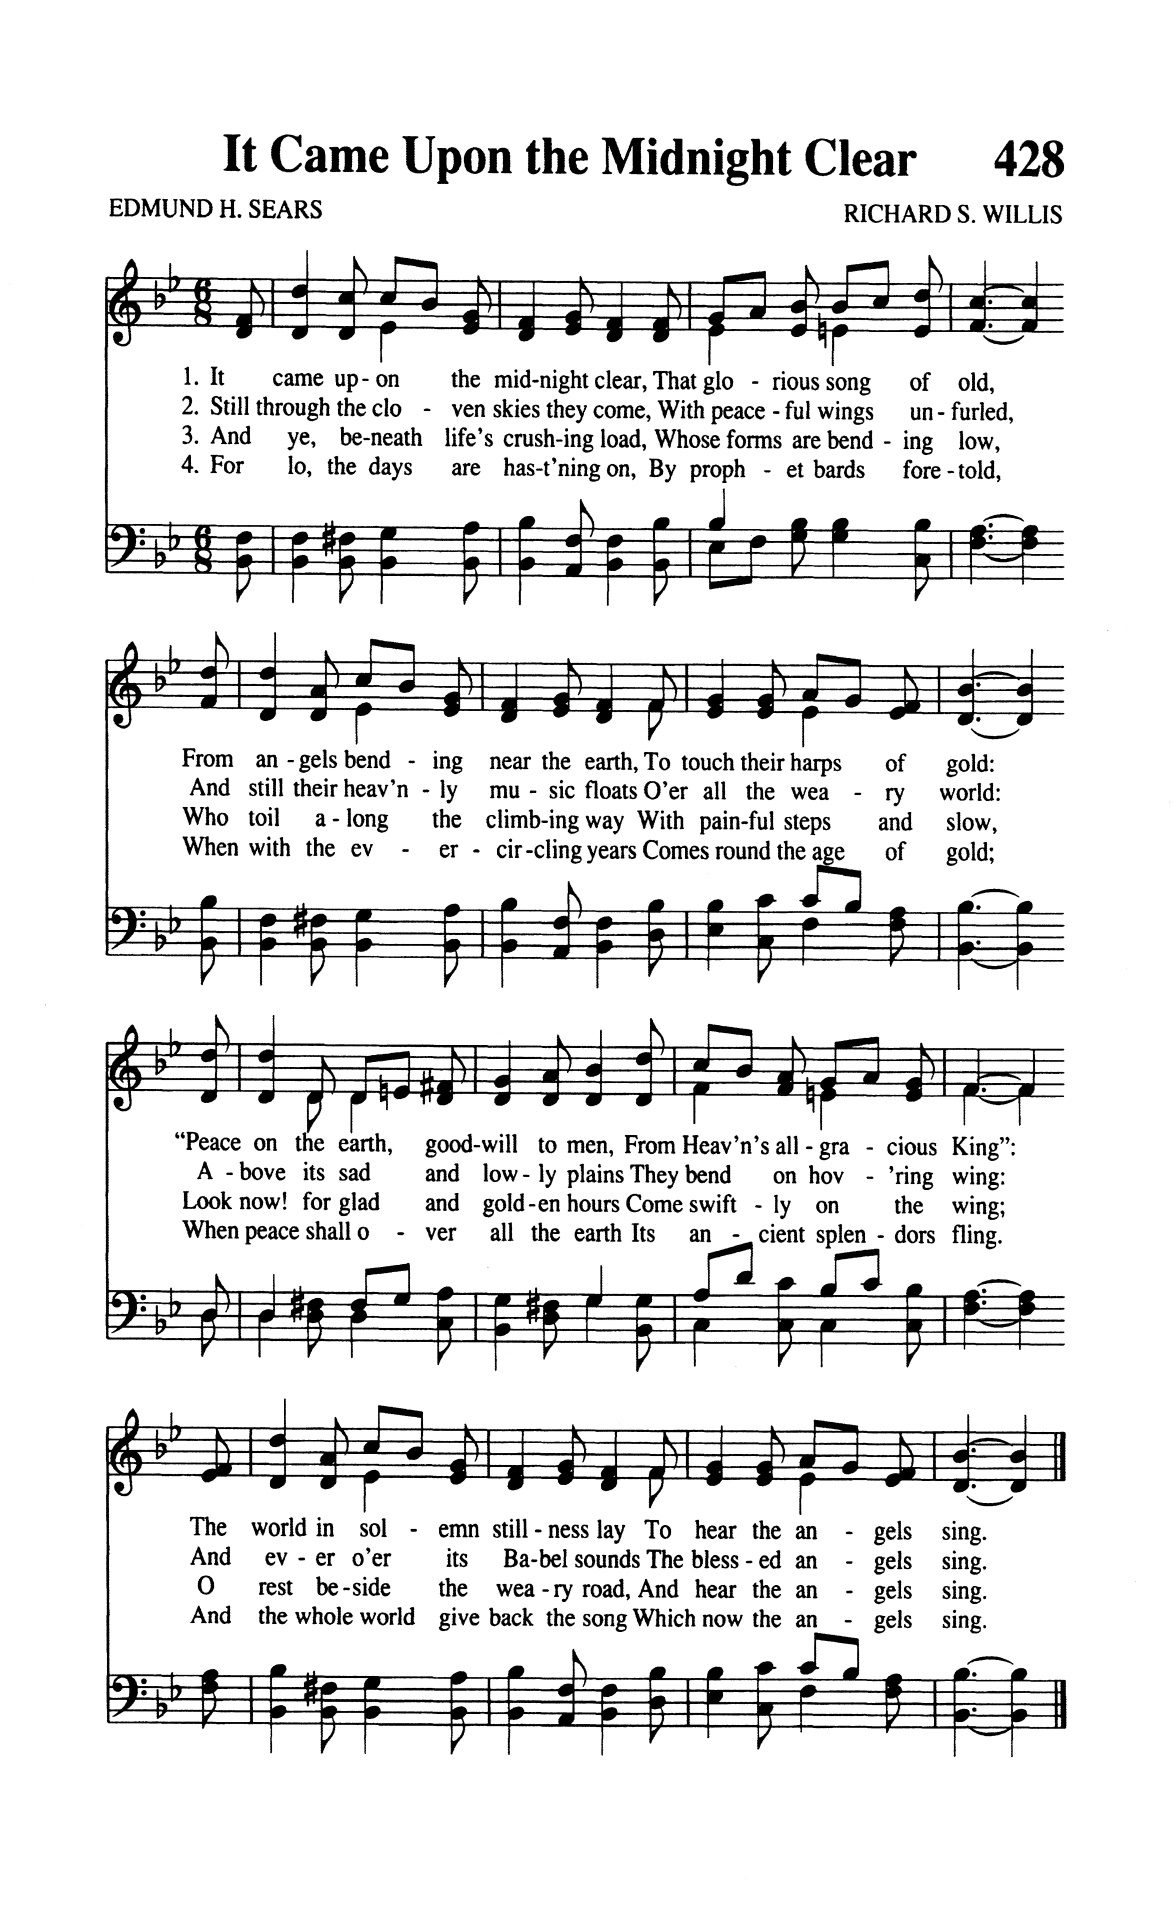 It Came Upon the Midnight Clear 428
EDMUND H. SEARS
RICHARD S. WILLIS
6 8
1. It came up - on the mid-night clear, That glo - rious song of old,
2. Still through the clo - ven skies they come, With peace - ful wings un - furled,
3. And ye, be-neath life's crush-ing load, Whose forms are bend - ing low,
4. For lo, the days are has-t'ning on, By proph - et bards fore - told,
6 8
From an - gels bend - ing near the earth, To touch their harps of gold:
And still their heav'n - ly mu - sic floats O'er all the wea - ry world:
Who toil a - long the climb-ing way With pain-ful steps and slow,
When with the ev - er - cir-cling years Comes round the age of gold;
"Peace on the earth, good-will to men, From Heav'n's all - gra - cious King":
A - bove its sad and low - ly plains They bend on hov - 'ring wing:
Look now! for glad and gold - en hours Come swift - ly on the wing;
When peace shall o - ver all the earth Its an - cient splen - dors fling.
The world in sol - emn still - ness lay To hear the an - gels sing.
And ev - er o'er its Ba-bel sounds The bless - ed an - gels sing.
O rest be-side the wea - ry road, And hear the an - gels sing.
And the whole world give back the song Which now the an - gels sing.